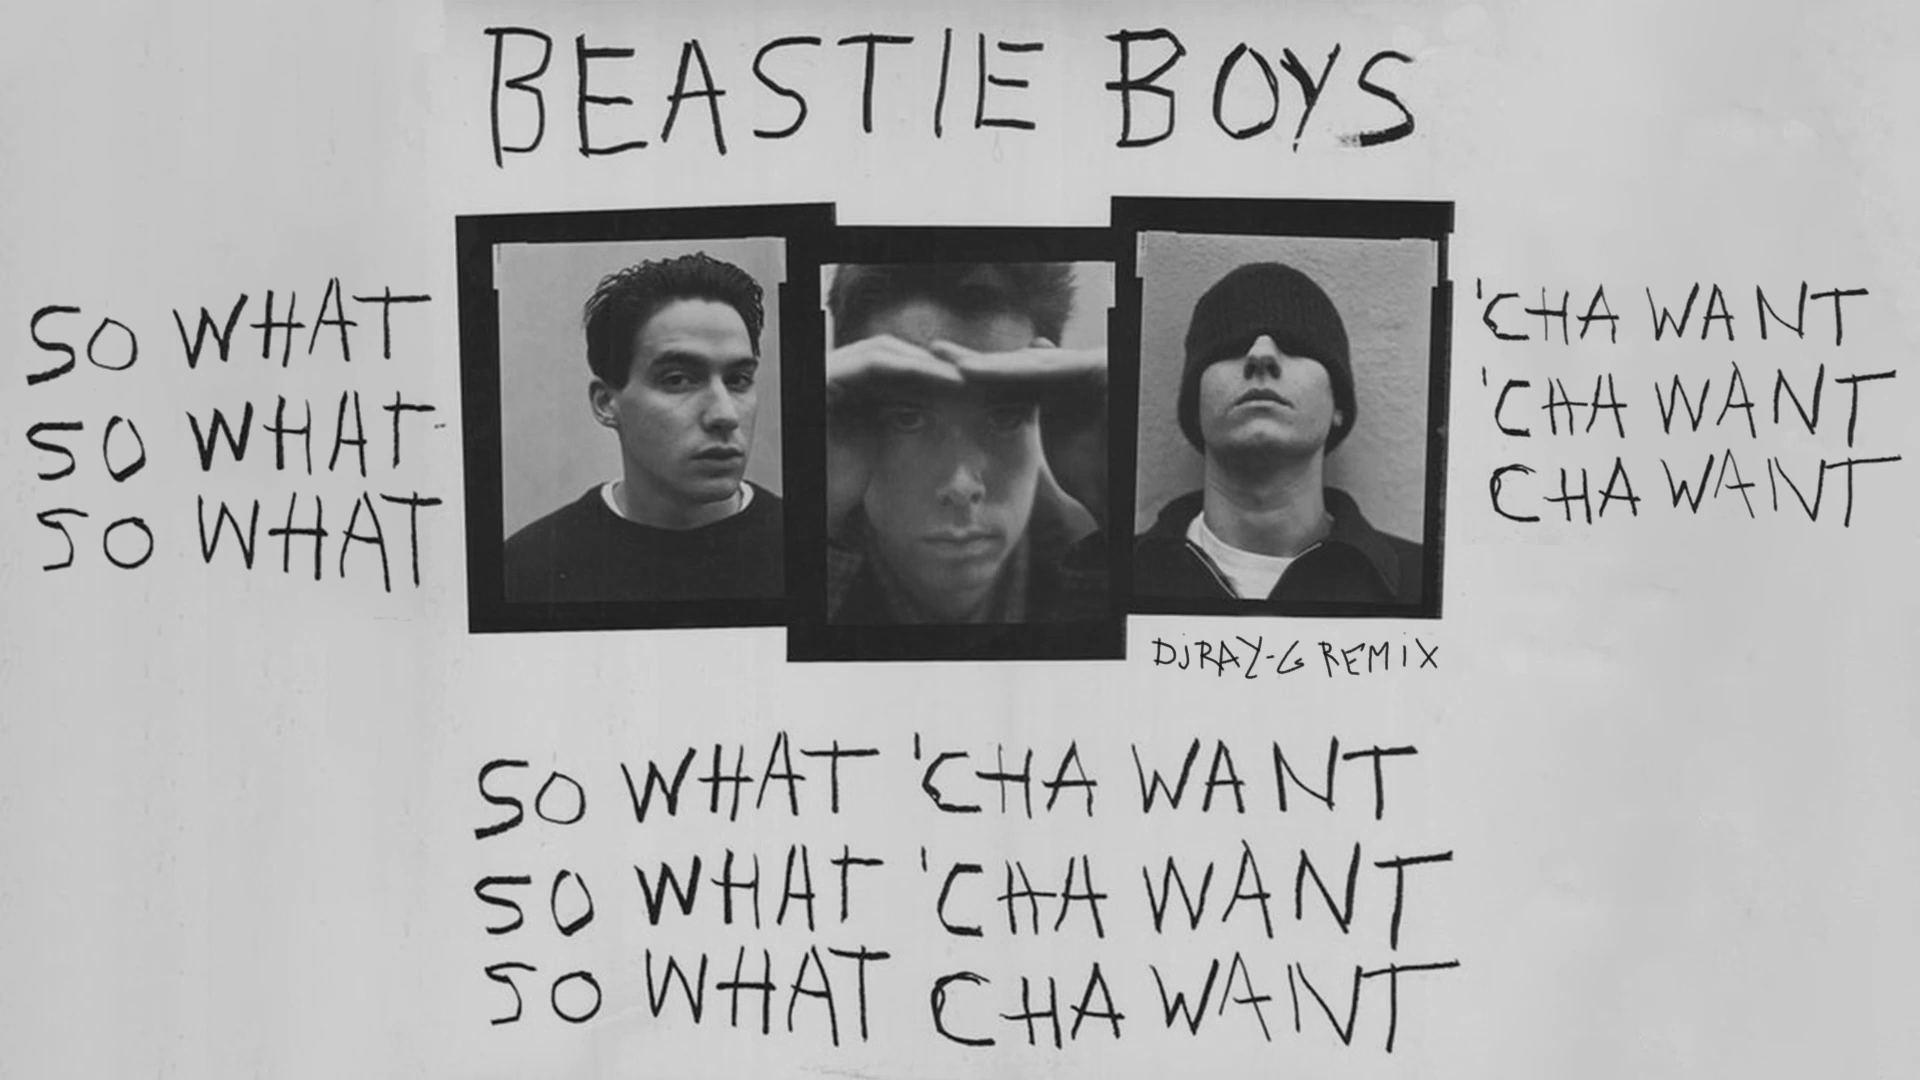 BEASTIE BOYS
SO WHAT
SO WHAT
SO WHAT
'CHA WANT
'CHA WANT
CHA WANT
DJ RAY-G REMIX
SO WHAT 'CHA WANT
SO WHAT 'CHA WANT
SO WHAT CHA WANT